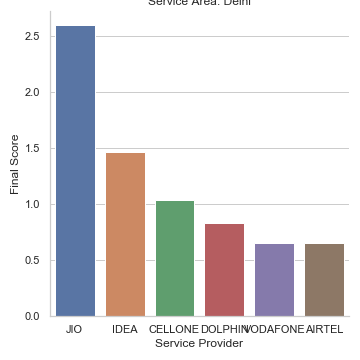 Service Area: Delhi
2.5
2.0
1.5
1.0
0.5
0.0
Final Score
JIO IDEA CELLONE DOLPHIN VODAFONE AIRTEL
Service Provider